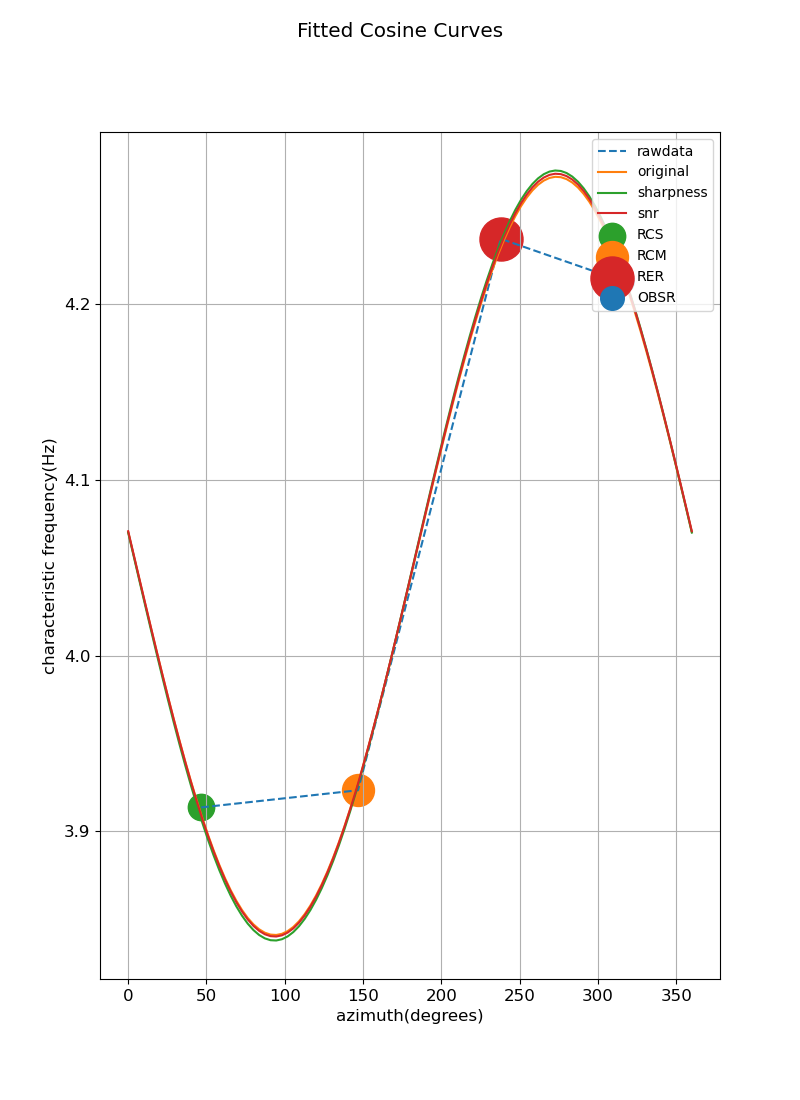 Fitted Cosine Curves
rawdata
original
sharpness
snr
RCS
RCM
RER
OBSR
4.2
4.1
4.0
3.9
characteristic frequency(Hz)
0 50 100 150 200 250 300 350
azimuth(degrees)